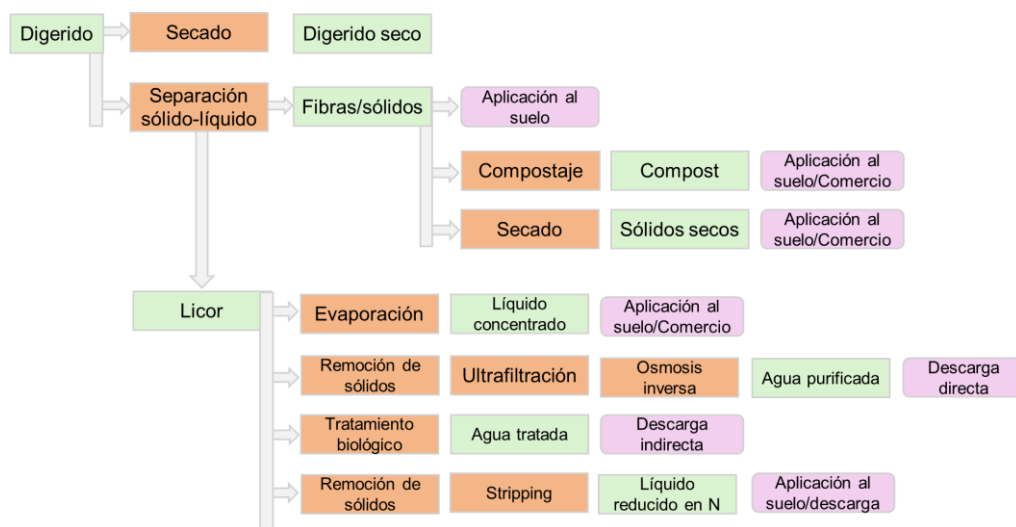 Digerido
Secado
Digerido seco
Separación
sólido-líquido
Fibras/sólidos
Aplicación al
suelo
Compostaje
Compost
Aplicación al
suelo/Comercio
Secado
Sólidos secos
Aplicación al
suelo/Comercio
Licor
Evaporación
Líquido
concentrado
Aplicación al
suelo/Comercio
Remoción de
sólidos
Ultrafiltración
Osmosis
inversa
Agua purificada
Descarga
directa
Tratamiento
biológico
Agua tratada
Descarga
indirecta
Remoción de
sólidos
Stripping
Líquido
reducido en N
Aplicación al
suelo/descarga